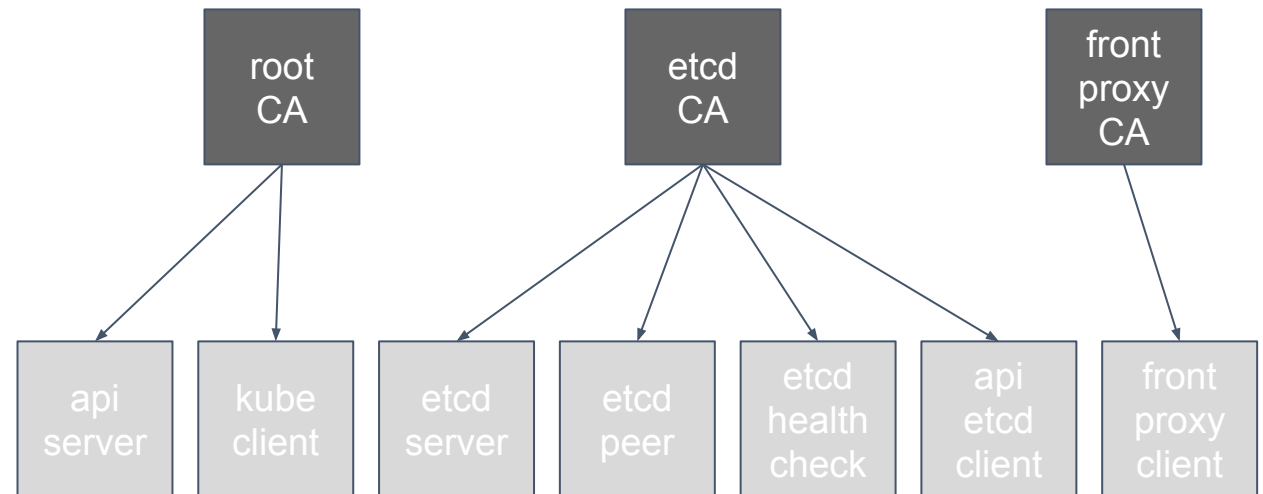 root
CA
etcd
CA
front
proxy
CA
api
server
kube
client
etcd
server
etcd
peer
etcd
health
check
api
etcd
client
front
proxy
client